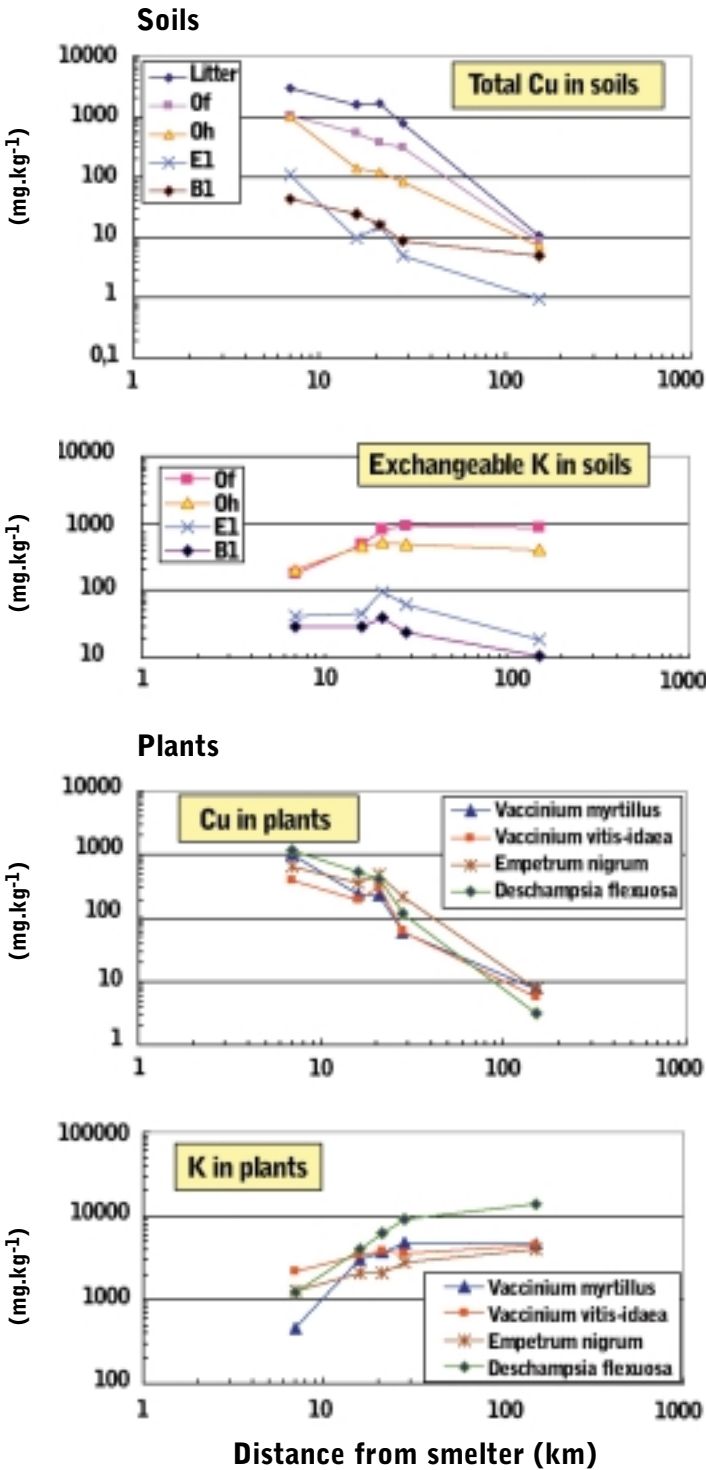 Soils
10000
1000
100
10
1
0,1
(mg.kg-1)
Litter
Of
Oh
E1
B1
Total Cu in soils
1
10
100
1000
10000
1000
100
10
(mg.kg-1)
Of
Oh
E1
B1
Exchangeable K in soils
1
10
100
1000
Plants
10000
1000
100
10
1
(mg.kg-1)
Cu in plants
Vaccinium myrtillus
Vaccinium vitis-idaea
Empetrum nigrum
Deschampsia flexuosa
1
10
100
1000
100000
10000
1000
100
(mg.kg-1)
K in plants
Vaccinium myrtillus
Vaccinium vitis-idaea
Empetrum nigrum
Deschampsia flexuosa
1
10
100
1000
Distance from smelter (km)